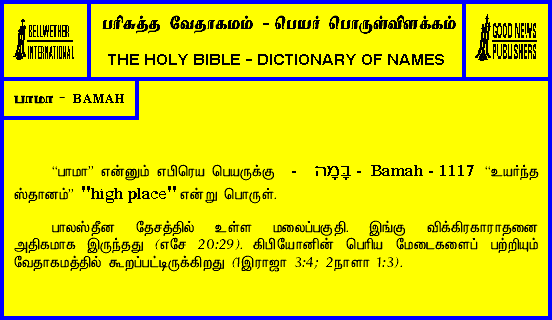 BELLWETHER
INTERNATIONAL
பரிசுத்த வேதாகமம் - பெயர் பொருள்விளக்கம்
THE HOLY BIBLE - DICTIONARY OF NAMES
GOOD NEWS
PUBLISHERS
பாமா - BAMAH
“பாமா” என்னும் எபிரெய பெயருக்கு - בָּמָה - Bamah - 1117 “உயர்ந்த
ஸ்தானம்” "high place" என்று பொருள்.
பாலஸ்தீன தேசத்தில் உள்ள மலைப்பகுதி. இங்கு விக்கிரகாராதனை
அதிகமாக இருந்தது (எசே 20:29). கிபியோனின் பெரிய மேடைகளைப் பற்றியும்
வேதாகமத்தில் கூறப்பட்டிருக்கிறது (1இராஜா 3:4; 2நாளா 1:3).